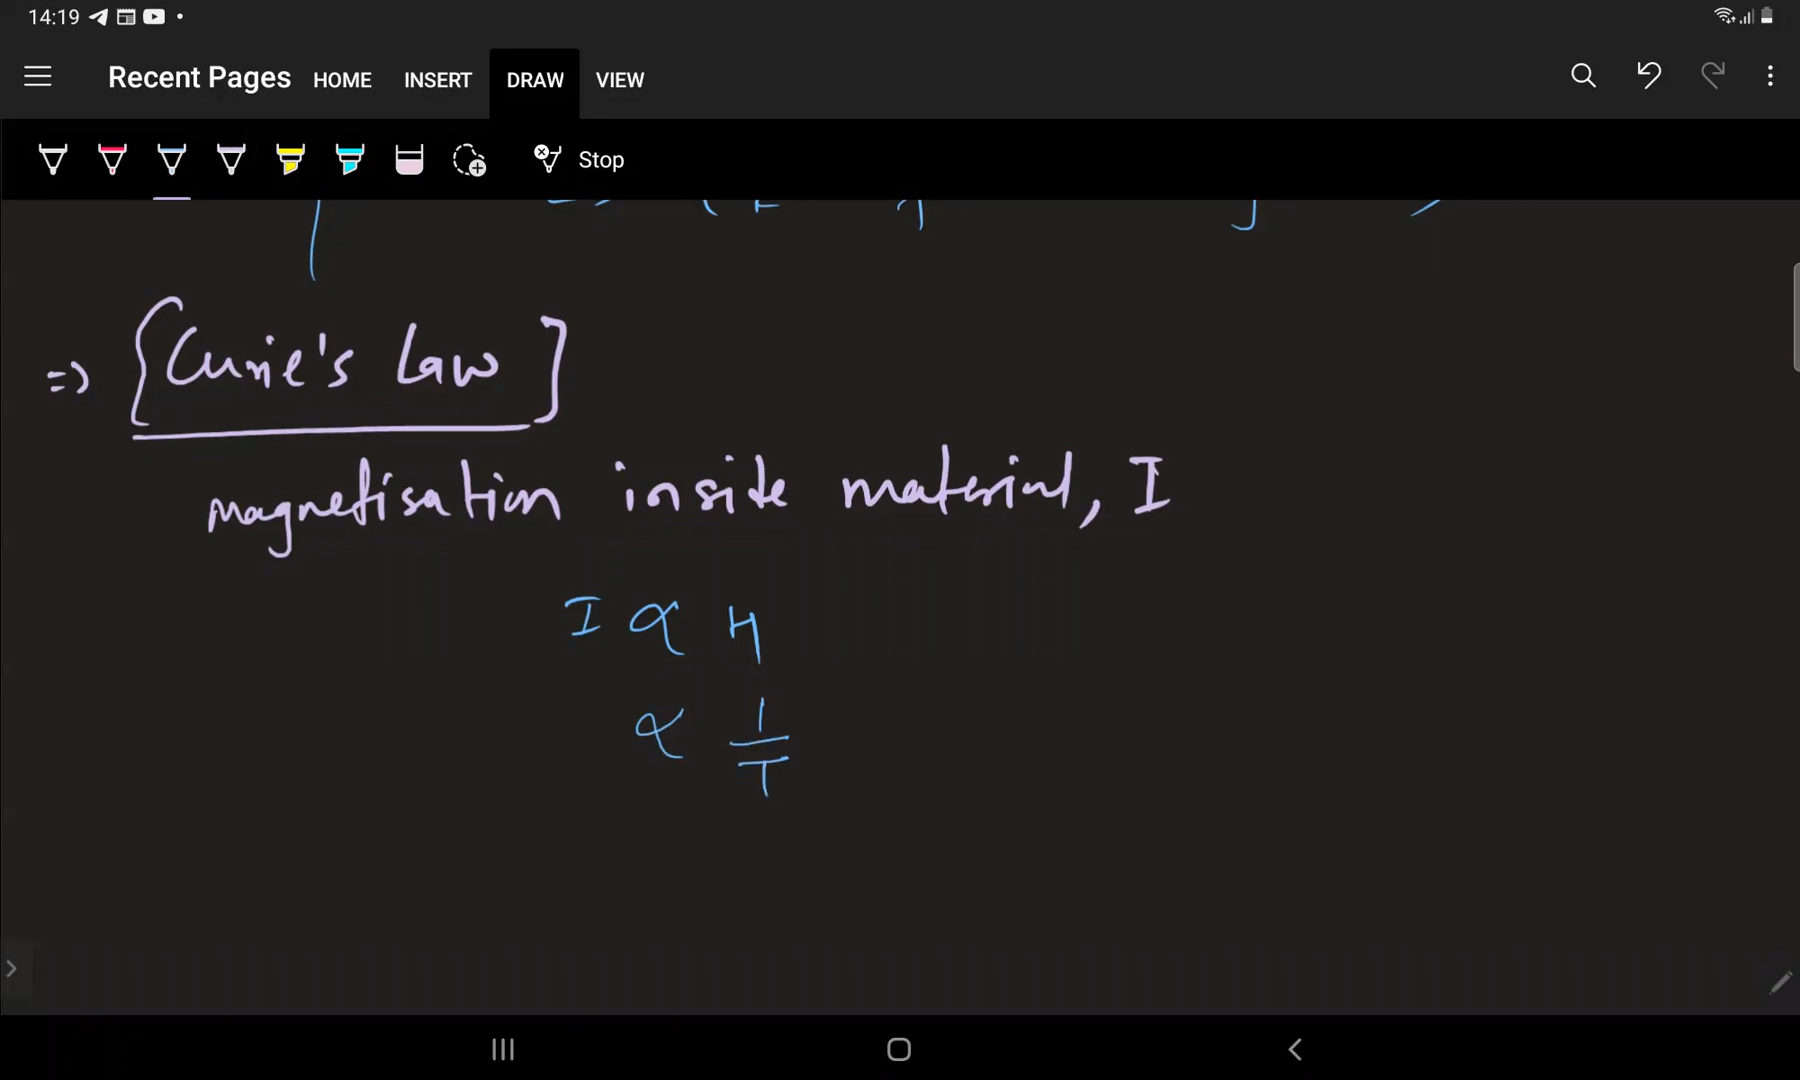 14:19
Recent Pages HOME INSERT DRAW VIEW
Stop
=> [Curie's Law]
magnetisation inside material, I
I ∝ H
∝ 1/T